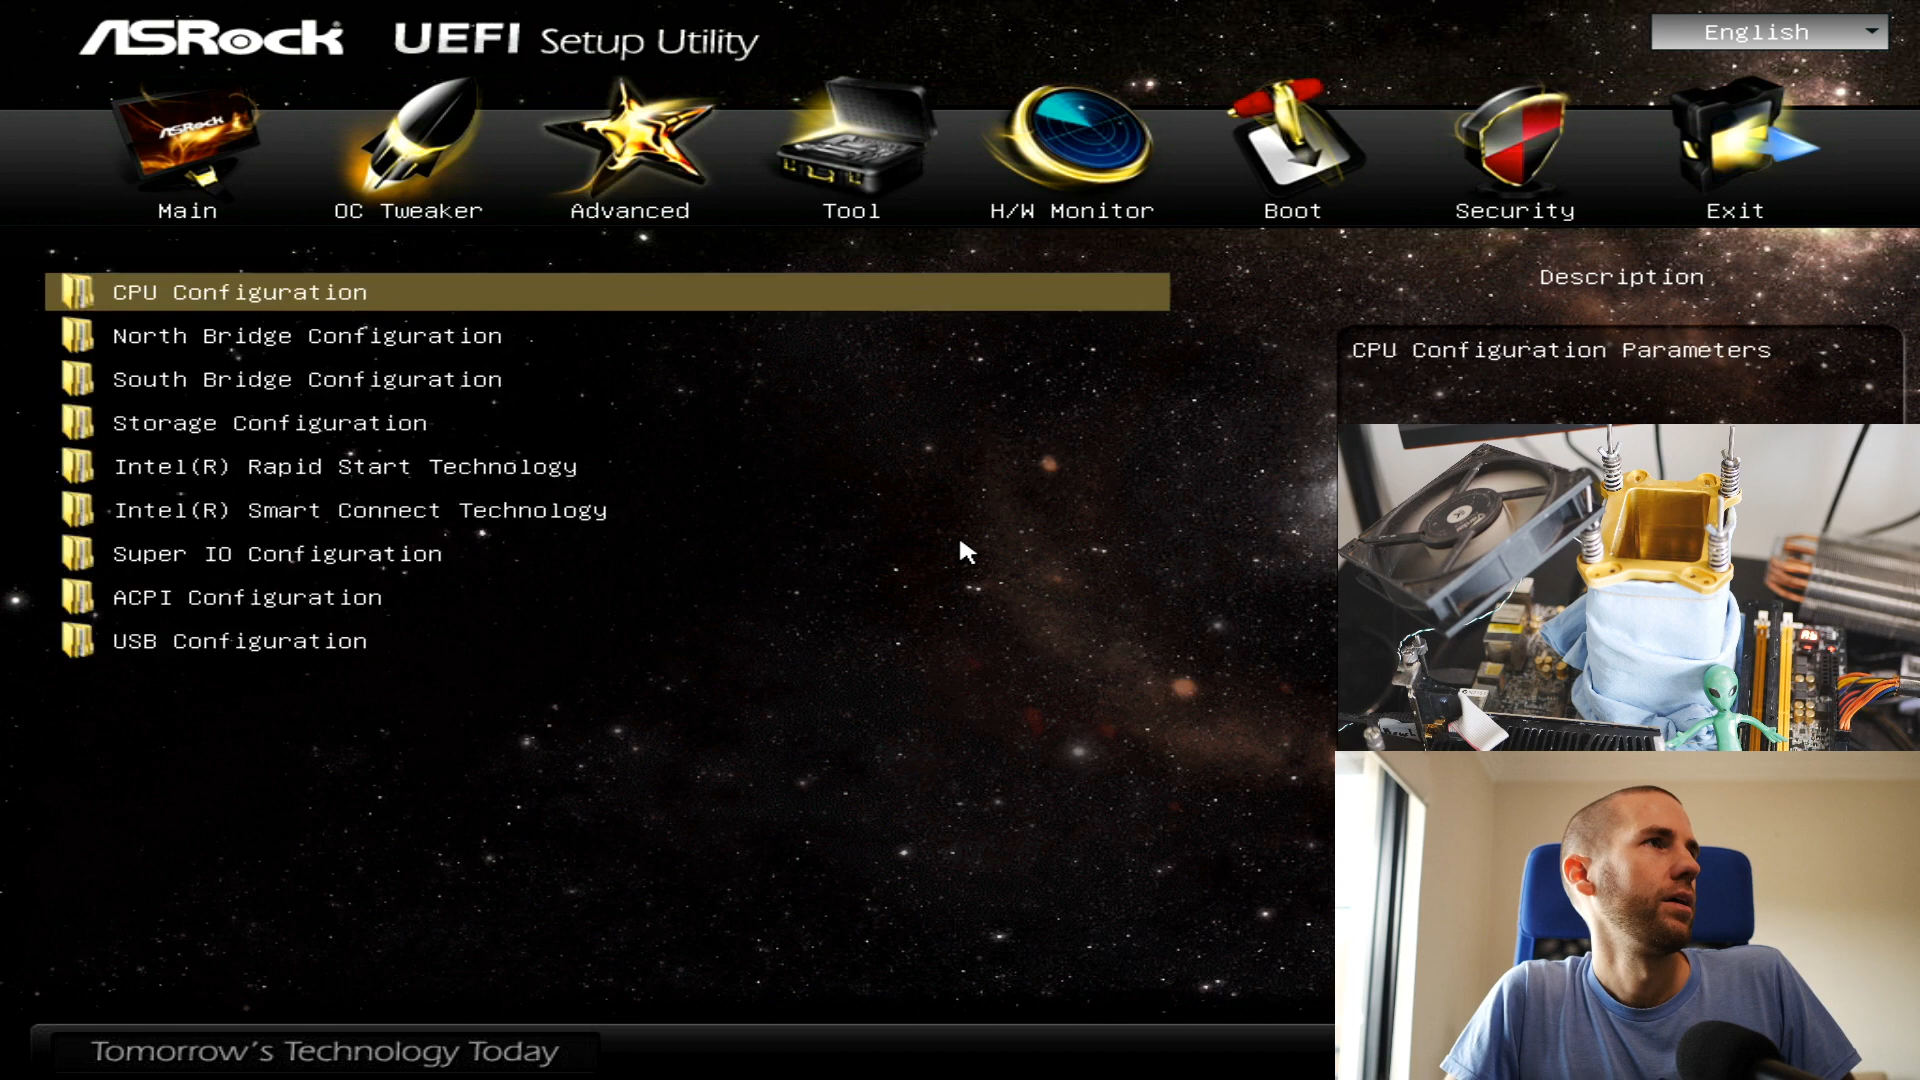 ASRock UEFI Setup Utility
English
ASRock
Main
OC Tweaker
Advanced
Tool
H/W Monitor
Boot
Security
Exit
CPU Configuration
North Bridge Configuration
South Bridge Configuration
Storage Configuration
Intel(R) Rapid Start Technology
Intel(R) Smart Connect Technology
Super IO Configuration
ACPI Configuration
USB Configuration
Description
CPU Configuration Parameters
Tomorrow's Technology Today